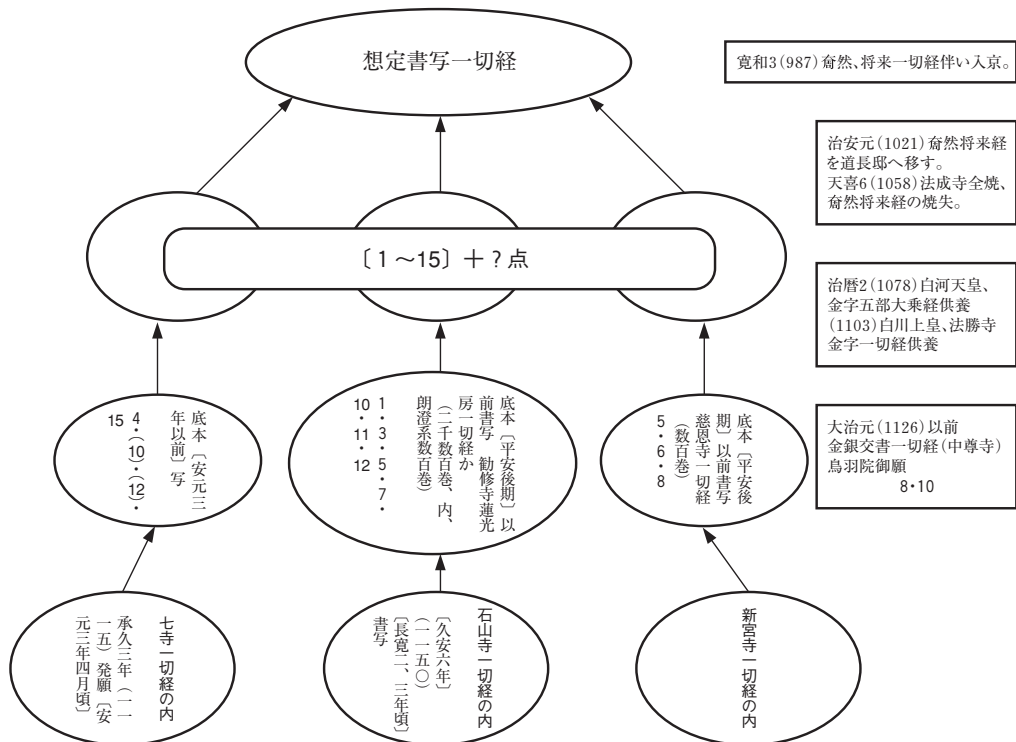 想定書写一切経
寛和3(987)奝然、将来一切経伴い入京。
治安元(1021)奝然将来経
を道長邸へ移す。
天喜6(1058)法成寺全焼、
奝然将来経の焼失。
〔1～15〕＋？点
治暦2(1078)白河天皇、
金字五部大乗経供養
(1103)白川上皇、法勝寺
金字一切経供養
大治元(1126)以前
金銀交書一切経(中尊寺)
鳥羽院御願
8・10
底本〔安元三
年以前〕写
4・(10)・(12)・
15
底本〔平安後期〕以
前書写　勧修寺蓮光
房一切経か
（二千数百巻、内、
朗澄系数百巻）
1・3・5・7・
10・11・12
底本〔平安後
期〕以前書写
慈恩寺一切経
（数百巻）
5・6・8
七寺一切経の内
承久三年（一一
一五）発願〔安
元三年四月頃〕
石山寺一切経の内
〔久安六年〕
（一一五〇）
〔長寛二、三年頃〕
書写
新宮寺一切経の内